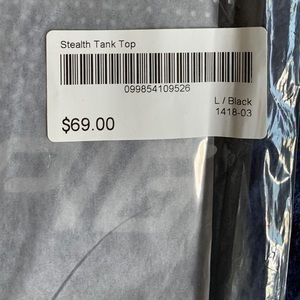 Stealth Tank Top
099854109526
L / Black
1418-03
$69.00